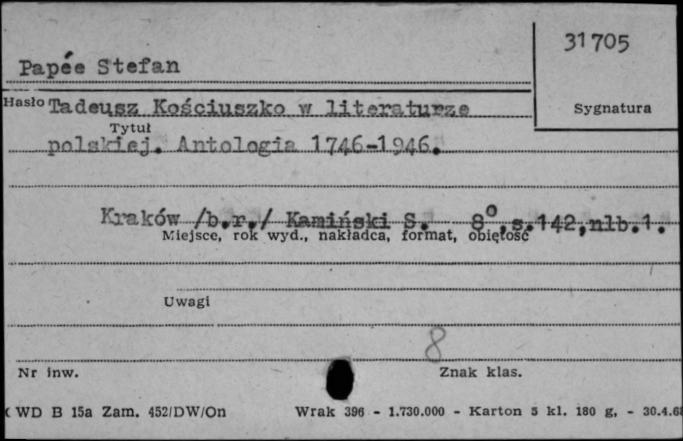 31705
Papée Stefan
Hasło Tadeusz Kościuszko w literaturze
Sygnatura
Tytuł
polskiej. Antologia 1746-1946.
Kraków /b.r./ Kamiński S. 8°,s.142,nlb.1.
Miejsce, rok wyd., nakładca, format, objętość
Uwagi
8
Nr inw.
Znak klas.
WD B 15a Zam. 452/DW/On Wrak 396 - 1.730.000 - Karton 5 kl. 180 g. - 30.4.68